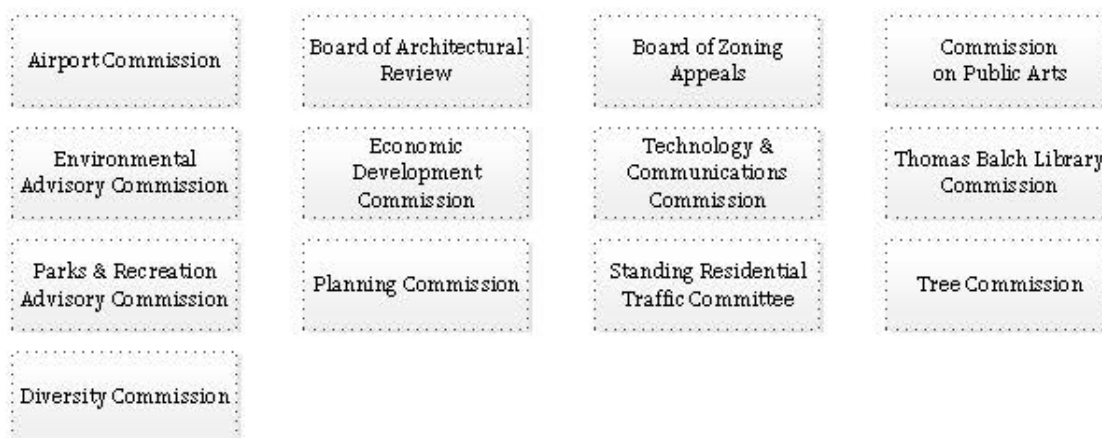 Airport Commission
Board of Architectural
Review
Board of Zoning
Appeals
Commission
on Public Arts
Environmental
Advisory Commission
Economic
Development
Commission
Technology &
Communications
Commission
Thomas Balch Library
Commission
Parks & Recreation
Advisory Commission
Planning Commission
Standing Residential
Traffic Committee
Tree Commission
Diversity Commission